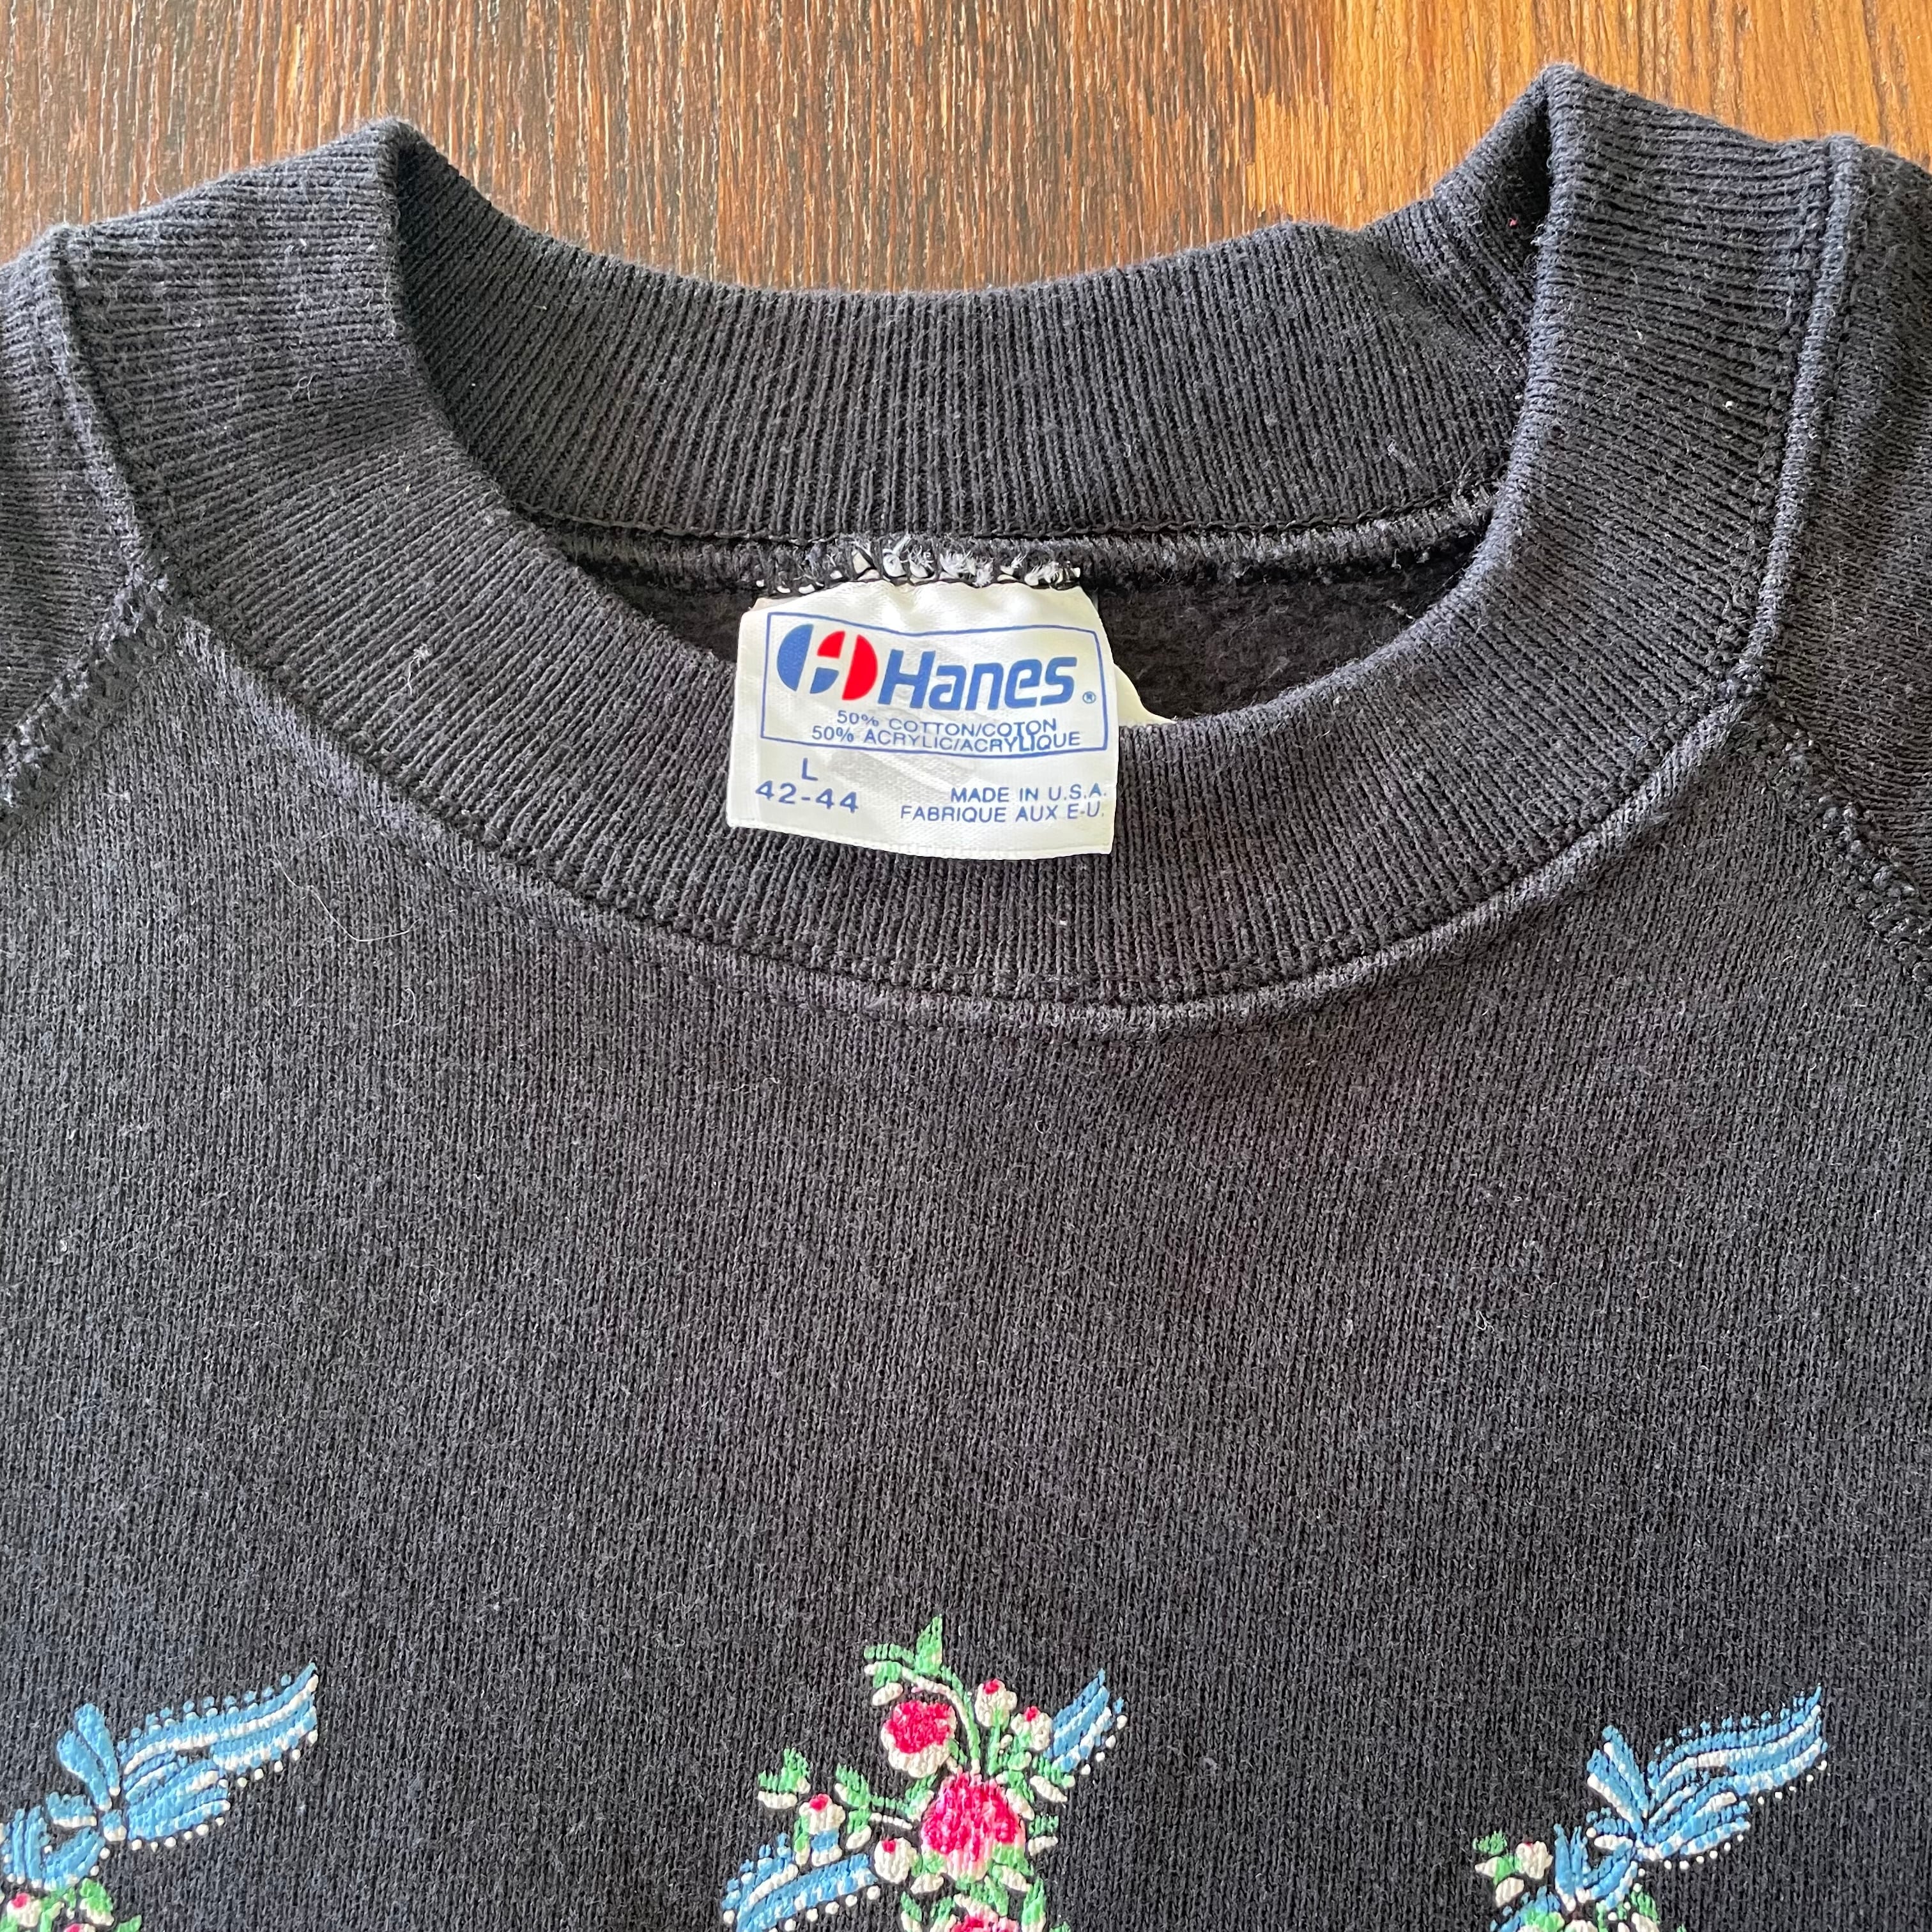 Hanes®
50% COTTON/COTON
50% ACRYLIC/ACRYLIQUE
L
42-44
MADE IN U.S.A.
FABRIQUE AUX E-U.